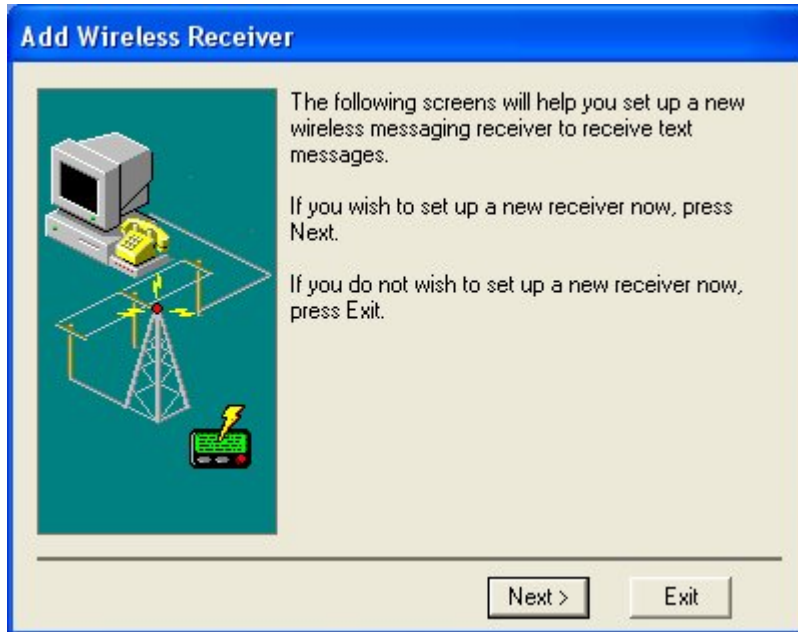 Add Wireless Receiver
The following screens will help you set up a new
wireless messaging receiver to receive text
messages.
If you wish to set up a new receiver now, press
Next.
If you do not wish to set up a new receiver now,
press Exit.
Next >
Exit